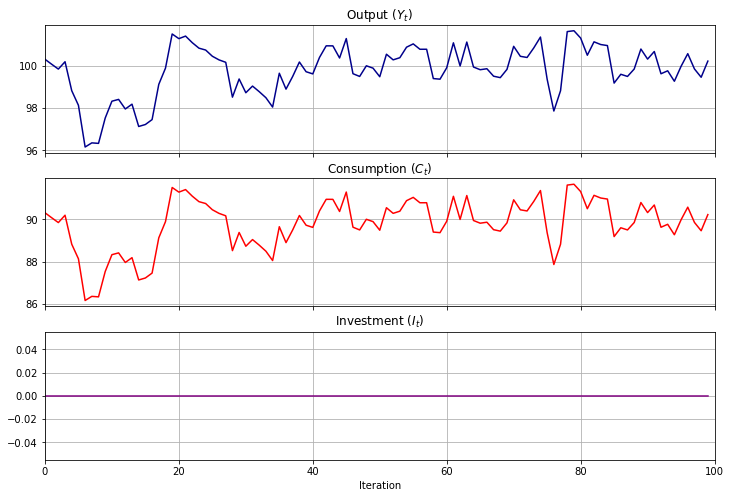 Output (Y_t)
100
98
96
Consumption (C_t)
90
88
86
Investment (I_t)
0.04
0.02
0.00
−0.02
−0.04
0 20 40 60 80 100
Iteration